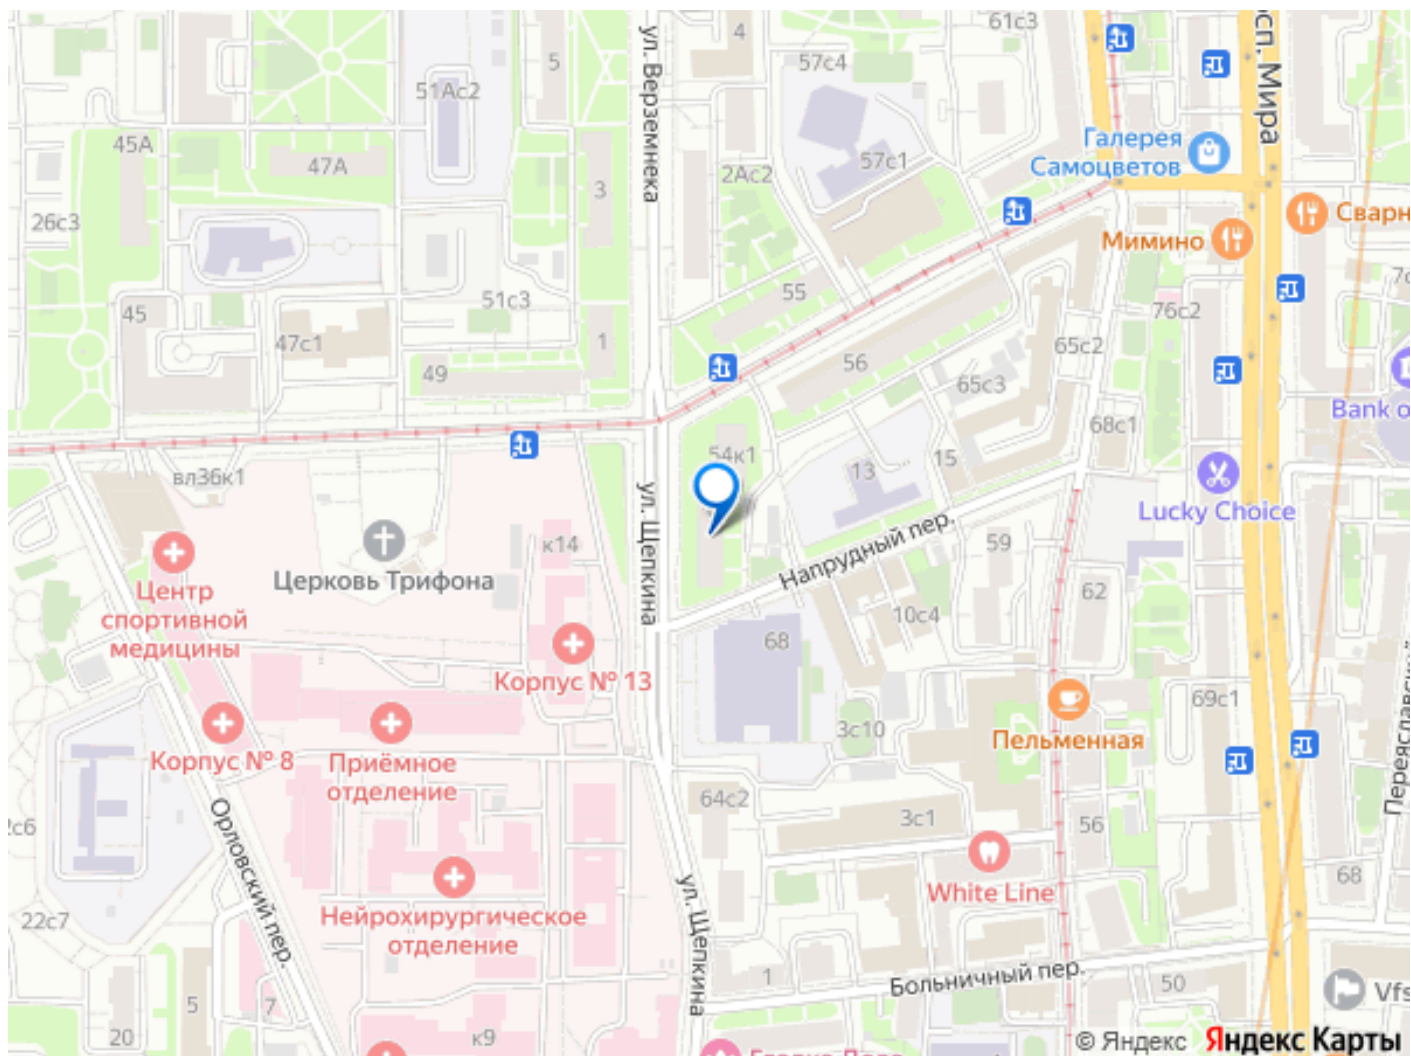 61с3
4
57с4
5
ул. Верземнека
осп. Мира
51Ас2
45А
47А
Галерея
Самоцветов
57с1
2Ас2
3
26с3
Сварн
Мимино
55
51с3
45
47с1
1
76с2
65с2
56
65с3
49
Bank o
68с1
54к1
вл36к1
15
13
Lucky Choice
ул. Щепкина
Напрудный пер.
к14
59
Церковь Трифона
Центр
спортивной
медицины
62
10с4
68
Корпус № 13
69с1
Переяславский
3с10
Пельменная
Корпус № 8
Приёмное
отделение
64с2
3с1
56
2с6
Орловский пер.
68
White Line
22с7
Нейрохирургическое
отделение
ул. Щепкина
1
Больничный пер.
50
Vfs
5
7
20
к9
© Яндекс Яндекс Карты